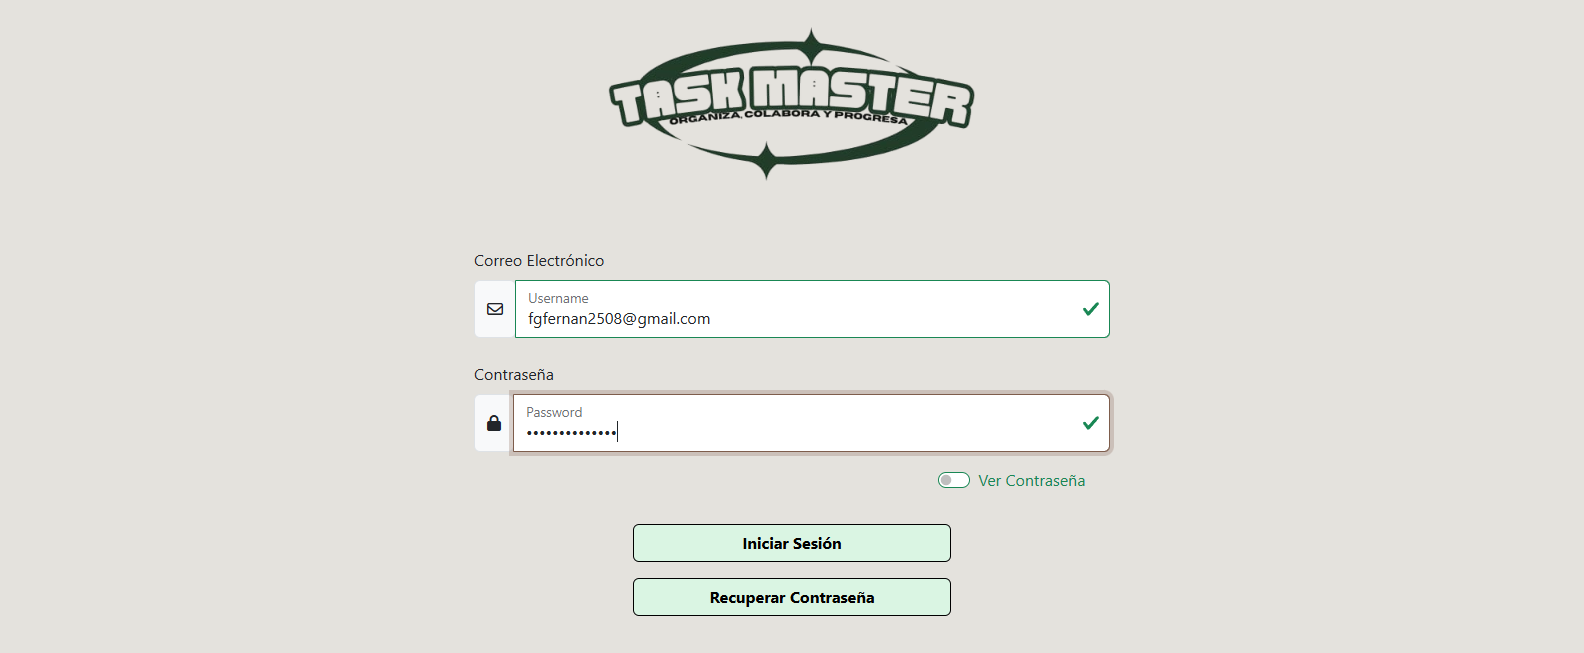 TASK MASTER
ORGANIZA, COLABORA Y PROGRESA
Correo Electrónico
Username
fgfernan2508@gmail.com
Contraseña
Password
••••••••••••••
Ver Contraseña
Iniciar Sesión
Recuperar Contraseña